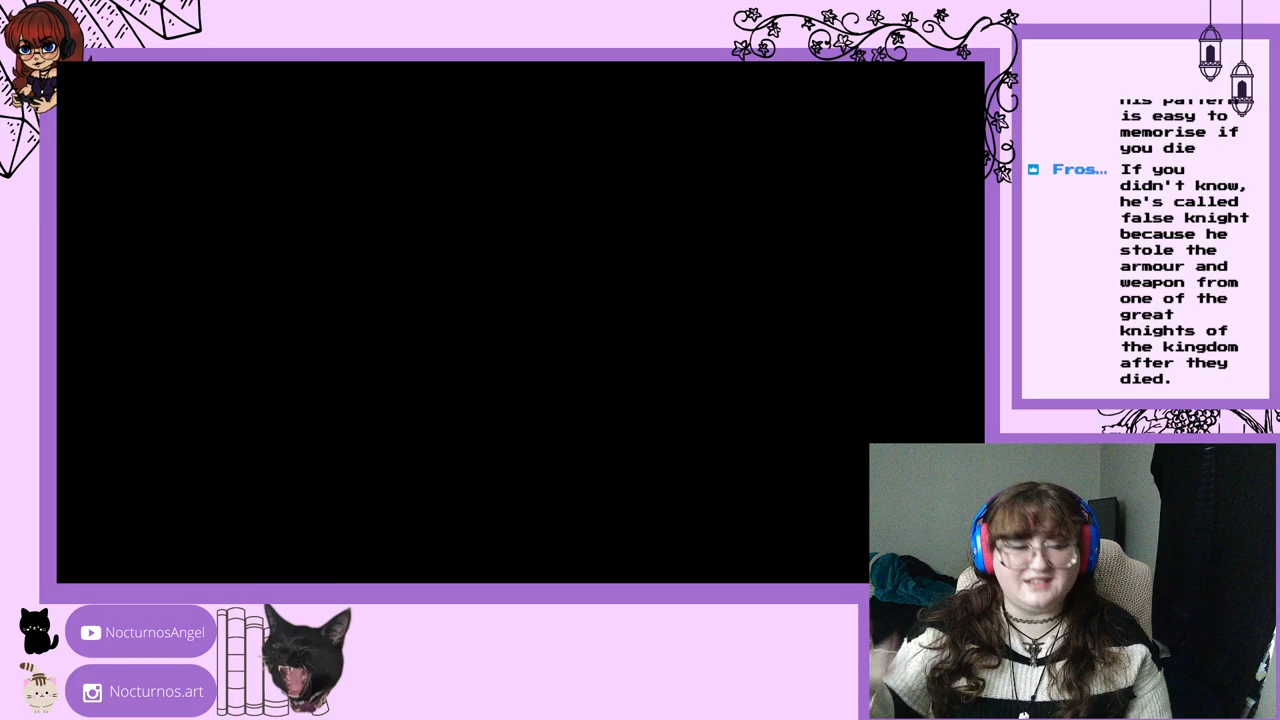 his pattern
is easy to
memorise if
you die
Fros... If you
didn't know,
he's called
false knight
because he
stole the
armour and
weapon from
one of the
great
knights of
the kingdom
after they
died.
NocturnosAngel
Nocturnos.art